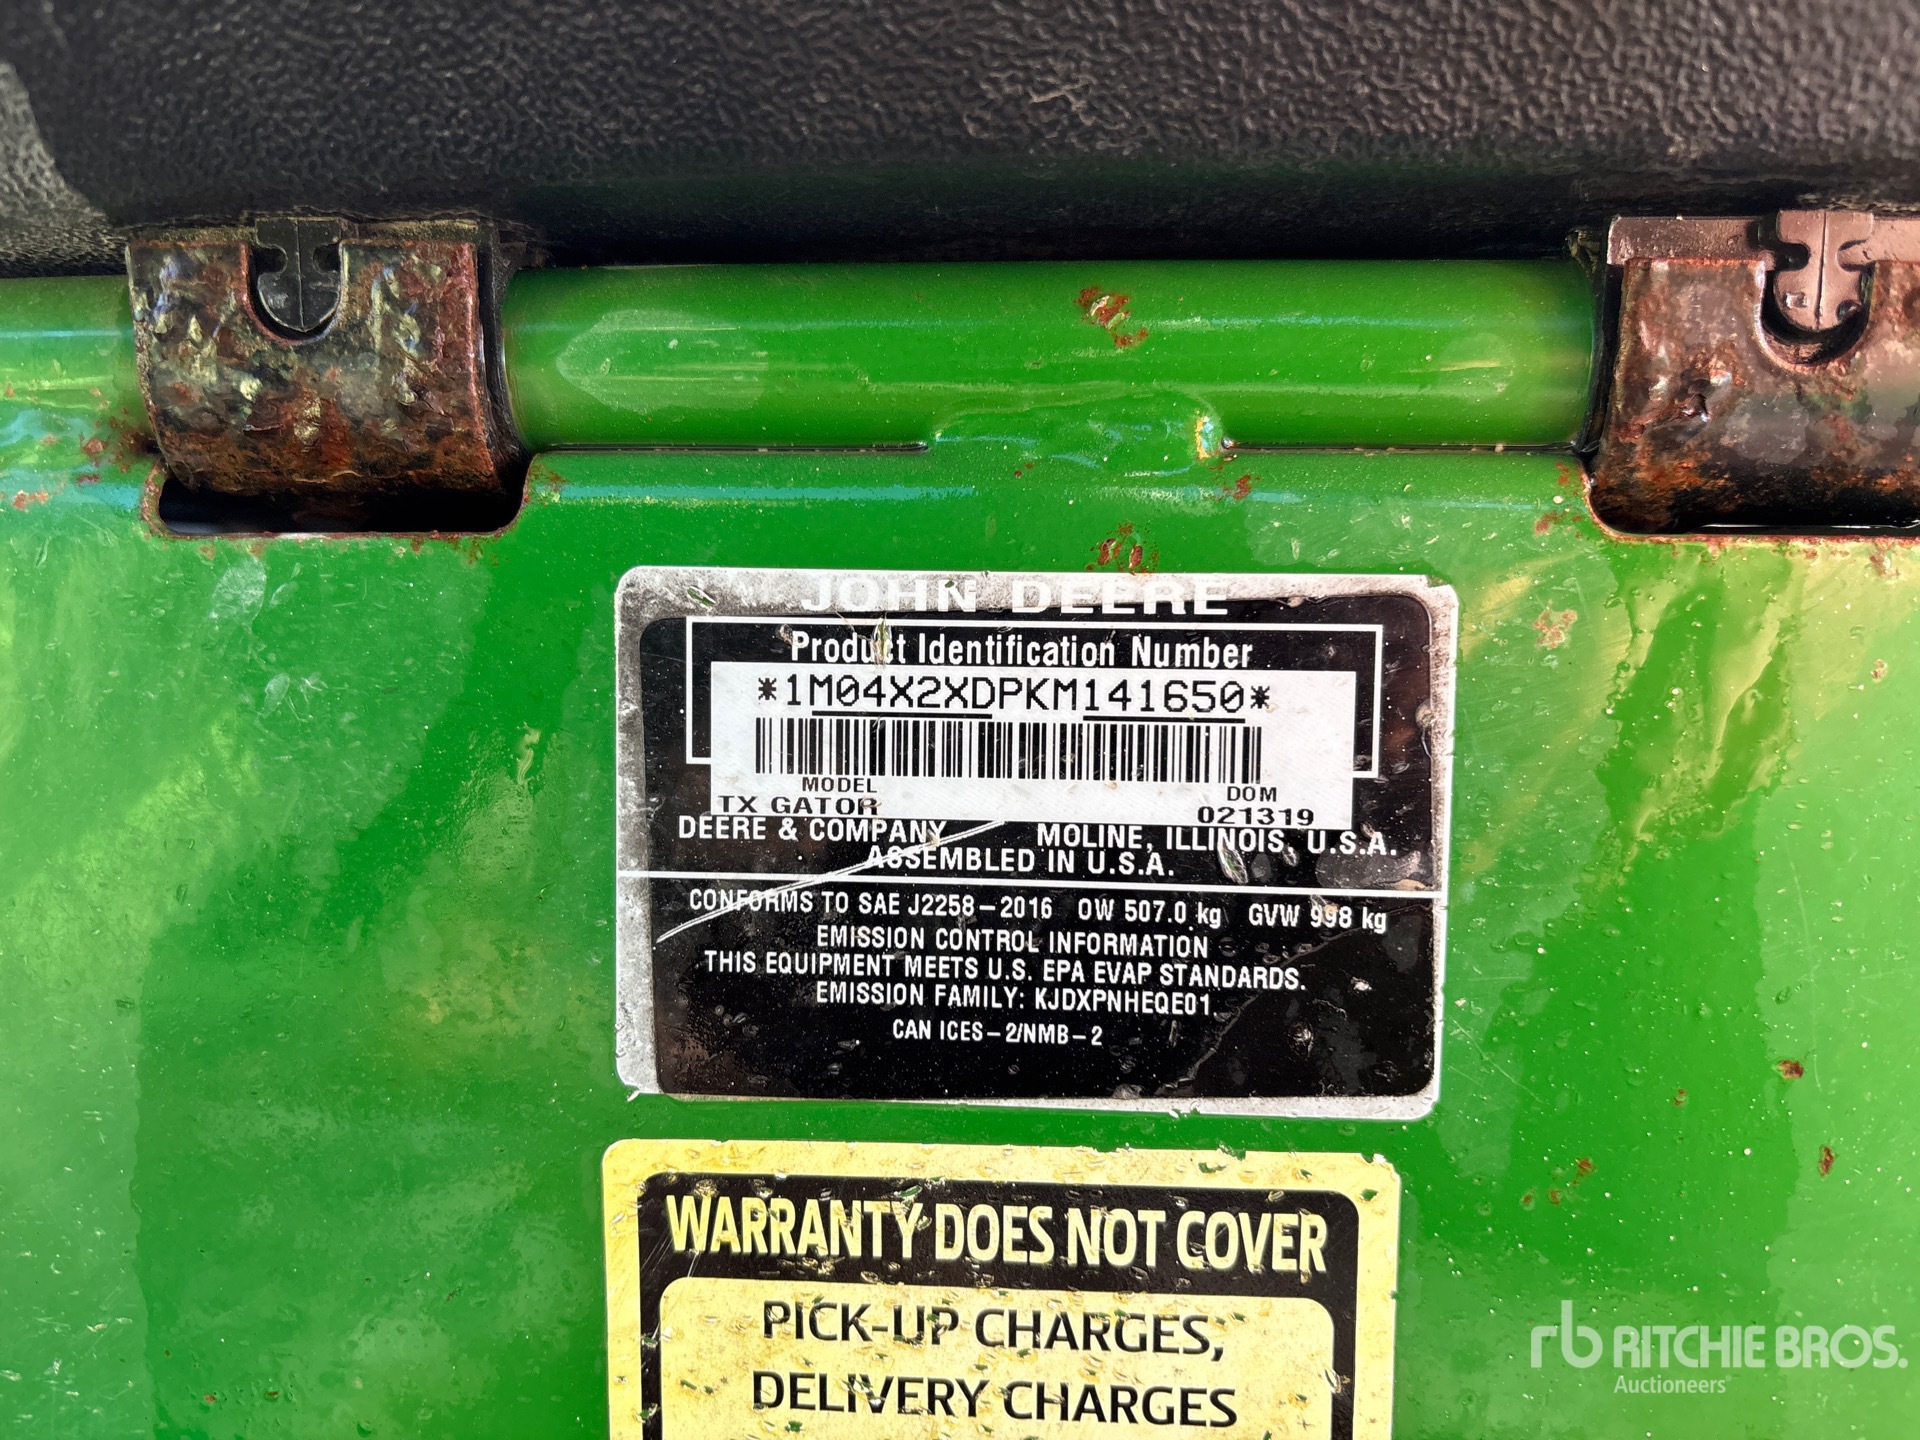 JOHN DEERE
Product Identification Number
*1M04X2XDPKM141650*
MODEL DOM
TX GATOR 021319
DEERE & COMPANY MOLINE, ILLINOIS, U.S.A.
ASSEMBLED IN U.S.A.
CONFORMS TO SAE J2258-2016 OW 507.0 kg GVW 998 kg
EMISSION CONTROL INFORMATION
THIS EQUIPMENT MEETS U.S. EPA EVAP STANDARDS.
EMISSION FAMILY: KJDXPNHEQE01.
CAN ICES-2/NMB-2
WARRANTY DOES NOT COVER
PICK-UP CHARGES,
DELIVERY CHARGES
rb RITCHIE BROS.
Auctioneers